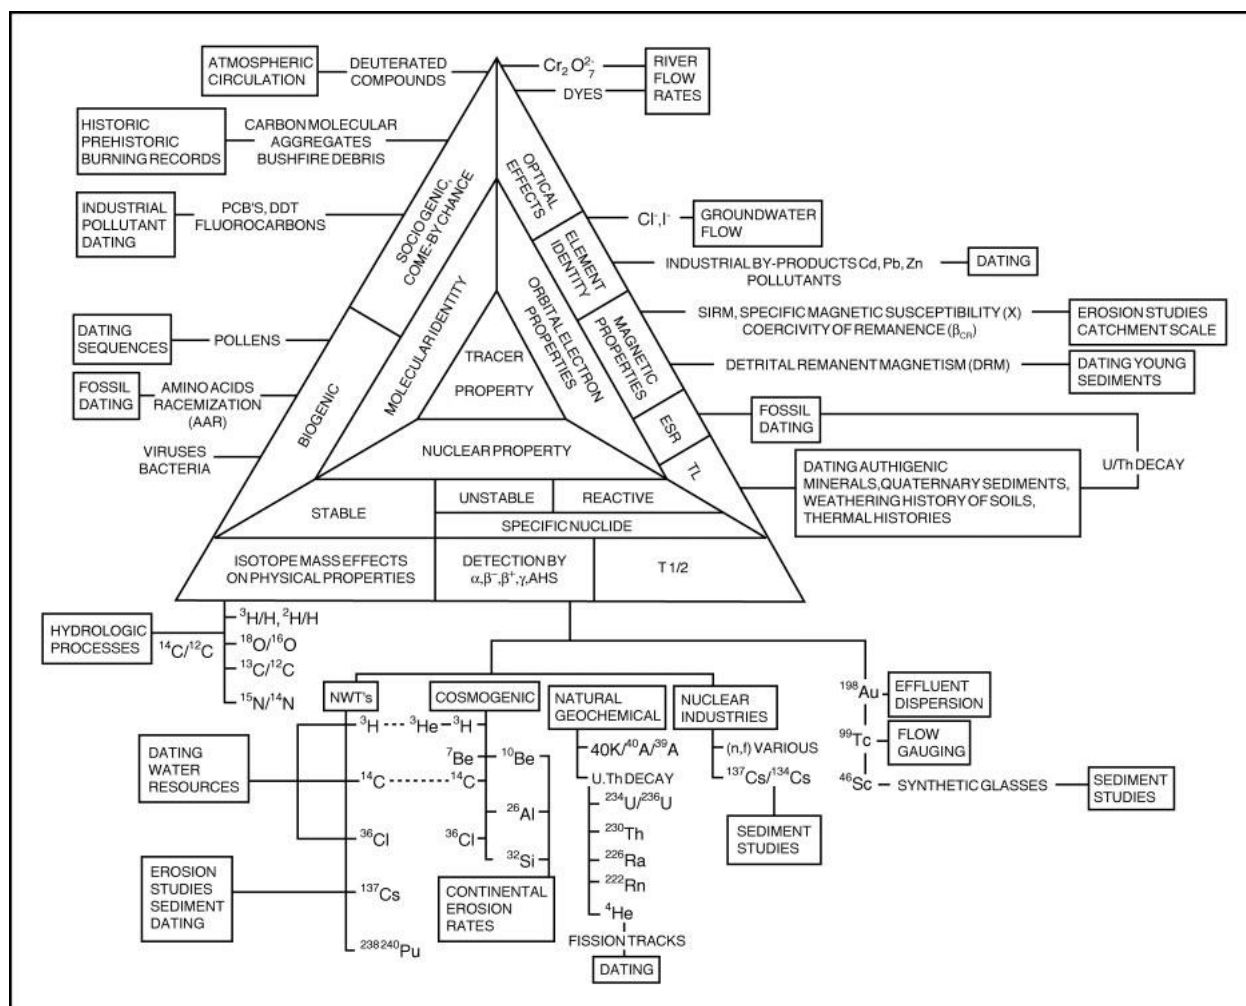 ATMOSPHERIC
CIRCULATION
DEUTERATED
COMPOUNDS
Cr₂ O₇²⁻
DYES
RIVER
FLOW
RATES
HISTORIC
PREHISTORIC
BURNING RECORDS
CARBON MOLECULAR
AGGREGATES
BUSHFIRE DEBRIS
INDUSTRIAL
POLLUTANT
DATING
PCB'S, DDT
FLUOROCARBONS
DATING
SEQUENCES
POLLENS
FOSSIL
DATING
AMINO ACIDS
RACEMIZATION
(AAR)
VIRUSES
BACTERIA
SOCIOGENIC,
COME-BY CHANCE
BIOGENIC
MOLECULAR IDENTITY
TRACER
PROPERTY
ORBITAL ELECTRON
PROPERTIES
NUCLEAR PROPERTY
OPTICAL
EFFECTS
ELEMENT
IDENTITY
MAGNETIC
PROPERTIES
ESR
TL
Cl⁻,I⁻
GROUNDWATER
FLOW
INDUSTRIAL BY-PRODUCTS Cd, Pb, Zn
POLLUTANTS
DATING
SIRM, SPECIFIC MAGNETIC SUSCEPTIBILITY (X)
COERCIVITY OF REMANENCE (βCR)
EROSION STUDIES
CATCHMENT SCALE
DETRITAL REMANENT MAGNETISM (DRM)
DATING YOUNG
SEDIMENTS
FOSSIL
DATING
U/Th DECAY
DATING AUTHIGENIC
MINERALS,QUATERNARY SEDIMENTS,
WEATHERING HISTORY OF SOILS,
THERMAL HISTORIES
STABLE
UNSTABLE
REACTIVE
SPECIFIC NUCLIDE
ISOTOPE MASS EFFECTS
ON PHYSICAL PROPERTIES
DETECTION BY
α,β⁻,β⁺,γ,AHS
T 1/2
HYDROLOGIC
PROCESSES
¹⁴C/¹²C
³H/H, ²H/H
¹⁸O/¹⁶O
¹³C/¹²C
¹⁵N/¹⁴N
NWT's
COSMOGENIC
NATURAL
GEOCHEMICAL
NUCLEAR
INDUSTRIES
¹⁹⁸Au
EFFLUENT
DISPERSION
⁹⁹Tc
FLOW
GAUGING
⁴⁶Sc
SYNTHETIC GLASSES
SEDIMENT
STUDIES
DATING
WATER
RESOURCES
³H
³He
³H
¹⁴C
³⁶Cl
EROSION
STUDIES
SEDIMENT
DATING
¹³⁷Cs
²³⁸ ²⁴⁰Pu
⁷Be
¹⁰Be
¹⁴C
²⁶Al
³⁶Cl
³²Si
CONTINENTAL
EROSION
RATES
40K/⁴⁰A/³⁹A
U.Th DECAY
²³⁴U/²³⁶U
²³⁰Th
²²⁶Ra
²²²Rn
⁴He
FISSION TRACKS
DATING
(n,f) VARIOUS
¹³⁷Cs/¹³⁴Cs
SEDIMENT
STUDIES